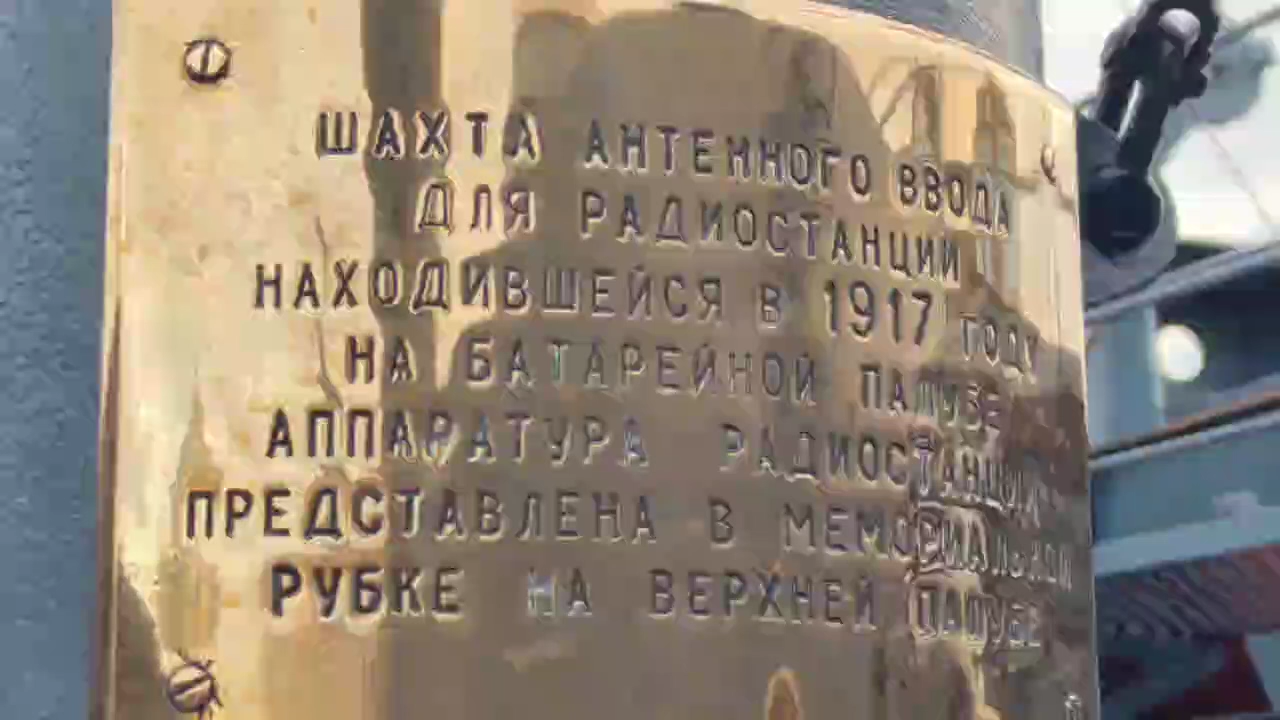 ШАХТА АНТЕННОГО ВВОДА
ДЛЯ РАДИОСТАНЦИИ
НАХОДИВШЕЙСЯ В 1917 ГОДУ
НА БАТАРЕЙНОЙ ПАЛУБЕ
АППАРАТУРА РАДИОСТАНЦИИ
ПРЕДСТАВЛЕНА В МЕМОРИАЛЬНОЙ
РУБКЕ НА ВЕРХНЕЙ ПАЛУБЕ